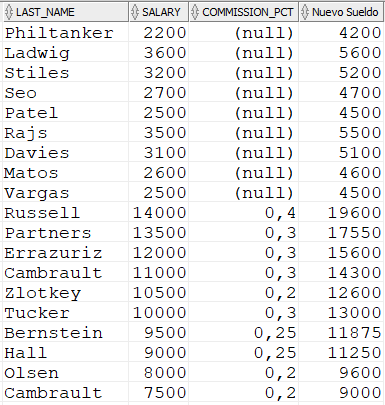 LAST_NAME SALARY COMMISSION_PCT Nuevo Sueldo
Philtanker 2200 (null) 4200
Ladwig 3600 (null) 5600
Stiles 3200 (null) 5200
Seo 2700 (null) 4700
Patel 2500 (null) 4500
Rajs 3500 (null) 5500
Davies 3100 (null) 5100
Matos 2600 (null) 4600
Vargas 2500 (null) 4500
Russell 14000 0,4 19600
Partners 13500 0,3 17550
Errazuriz 12000 0,3 15600
Cambrault 11000 0,3 14300
Zlotkey 10500 0,2 12600
Tucker 10000 0,3 13000
Bernstein 9500 0,25 11875
Hall 9000 0,25 11250
Olsen 8000 0,2 9600
Cambrault 7500 0,2 9000